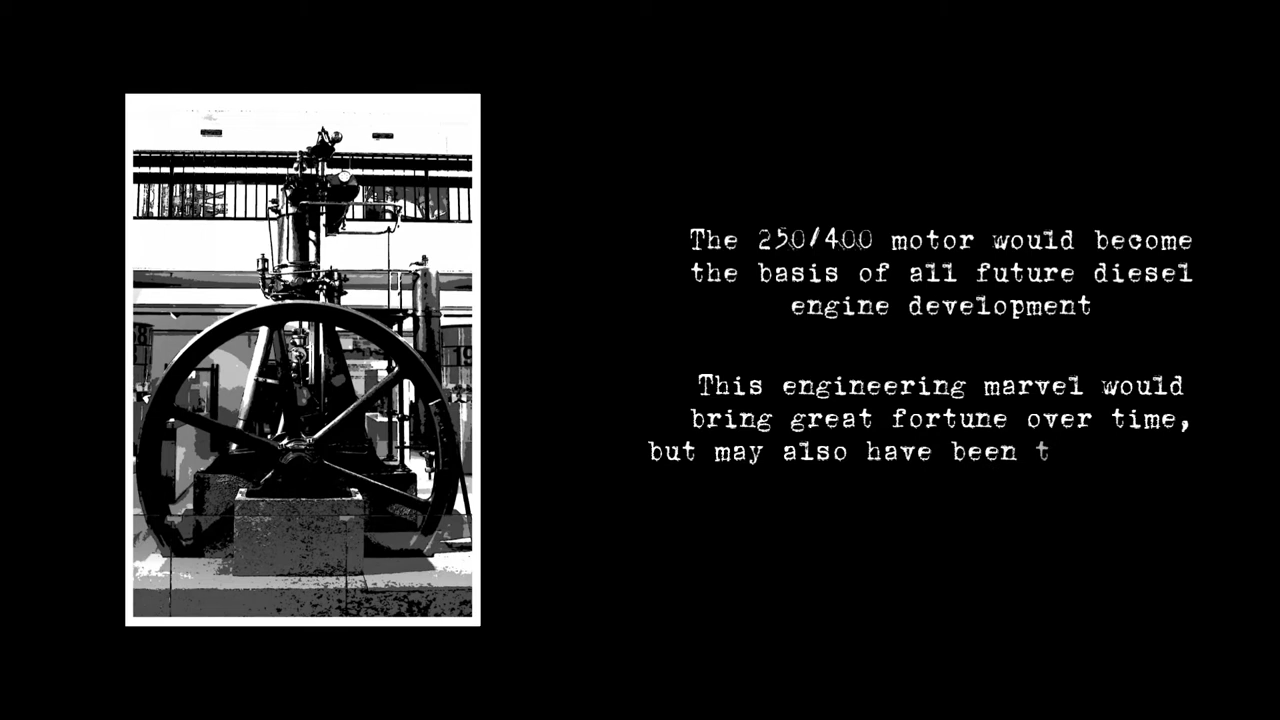 The 250/400 motor would become
the basis of all future diesel
engine development
This engineering marvel would
bring great fortune over time,
but may also have been t